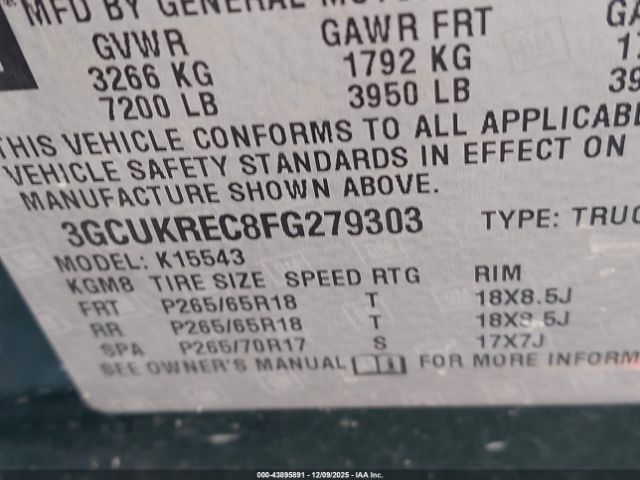 MFD BY GENERAL
GVWR GAWR FRT
3266 KG 1792 KG
7200 LB 3950 LB
THIS VEHICLE CONFORMS TO ALL
VEHICLE SAFETY STANDARDS IN EFFECT ON
MANUFACTURE SHOWN ABOVE.
3GCUKREC8FG279303 TYPE:
MODEL: K15543
KGM8 TIRE SIZE SPEED RTG RIM
FRT P265/65R18 T 18X8.5J
RR P265/65R18 T 18X8.5J
SPA P265/70R17 S 17X7J
SEE OWNER'S MANUAL FOR MORE
000-43895891 - 12/09/2025 - IAA Inc.